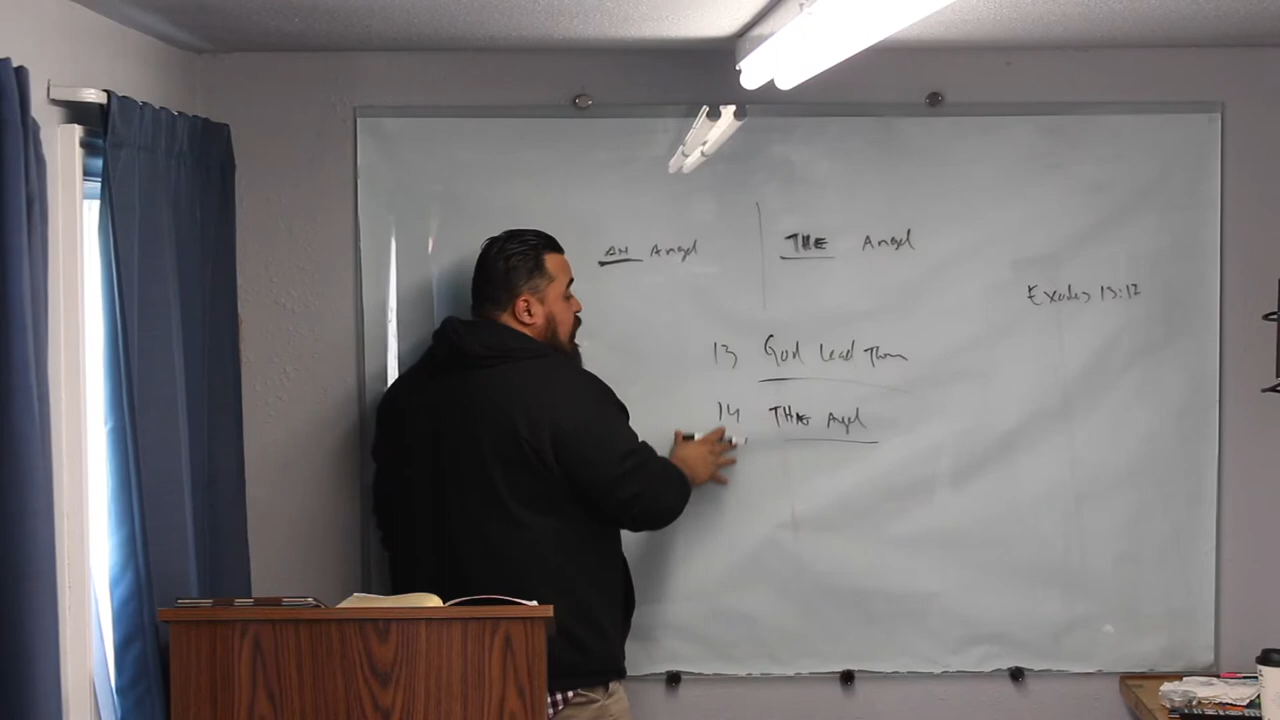 AN Angel
THE Angel
Exodus 13:17
13 God Lead Them
14 THE Angel